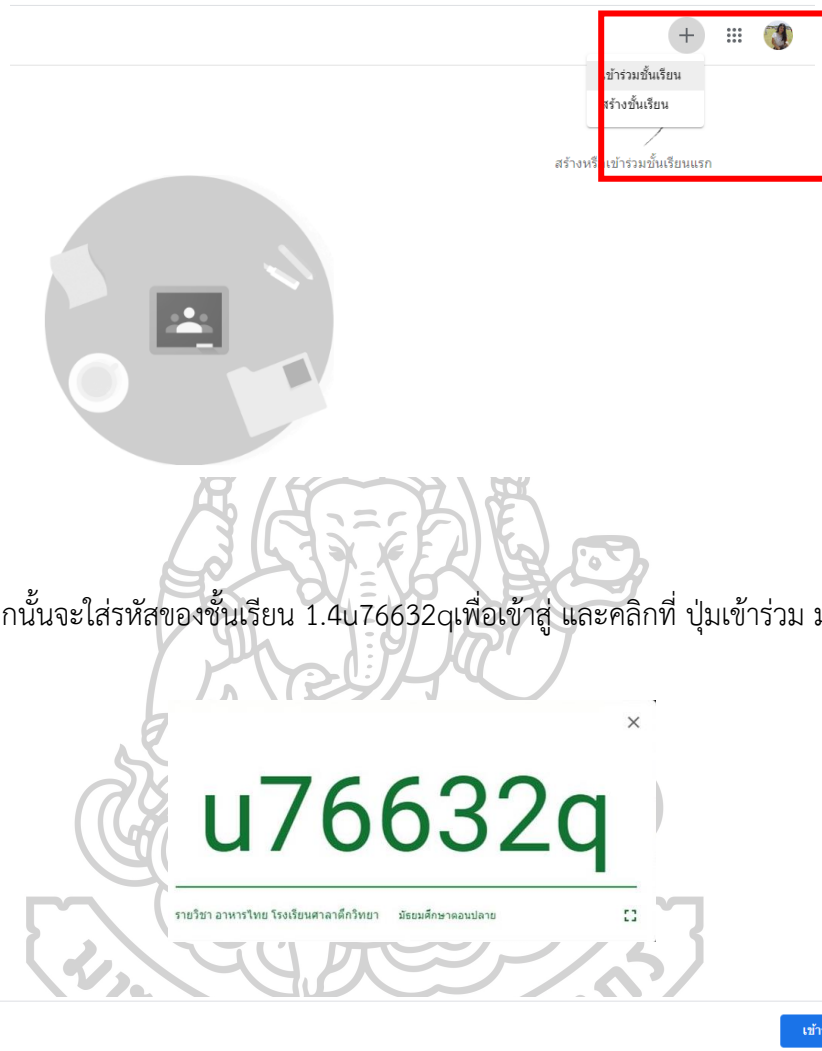 เข้าร่วมชั้นเรียน
สร้างชั้นเรียน
สร้างหรือเข้าร่วมชั้นเรียนแรก
กนั้นจะใส่รหัสของชั้นเรียน 1.4u76632qเพื่อเข้าสู่ และคลิกที่ ปุ่มเข้าร่วม ม
u76632q
รายวิชา อาหารไทย โรงเรียนศาลาตึกวิทยา มัธยมศึกษาตอนปลาย
เข้า